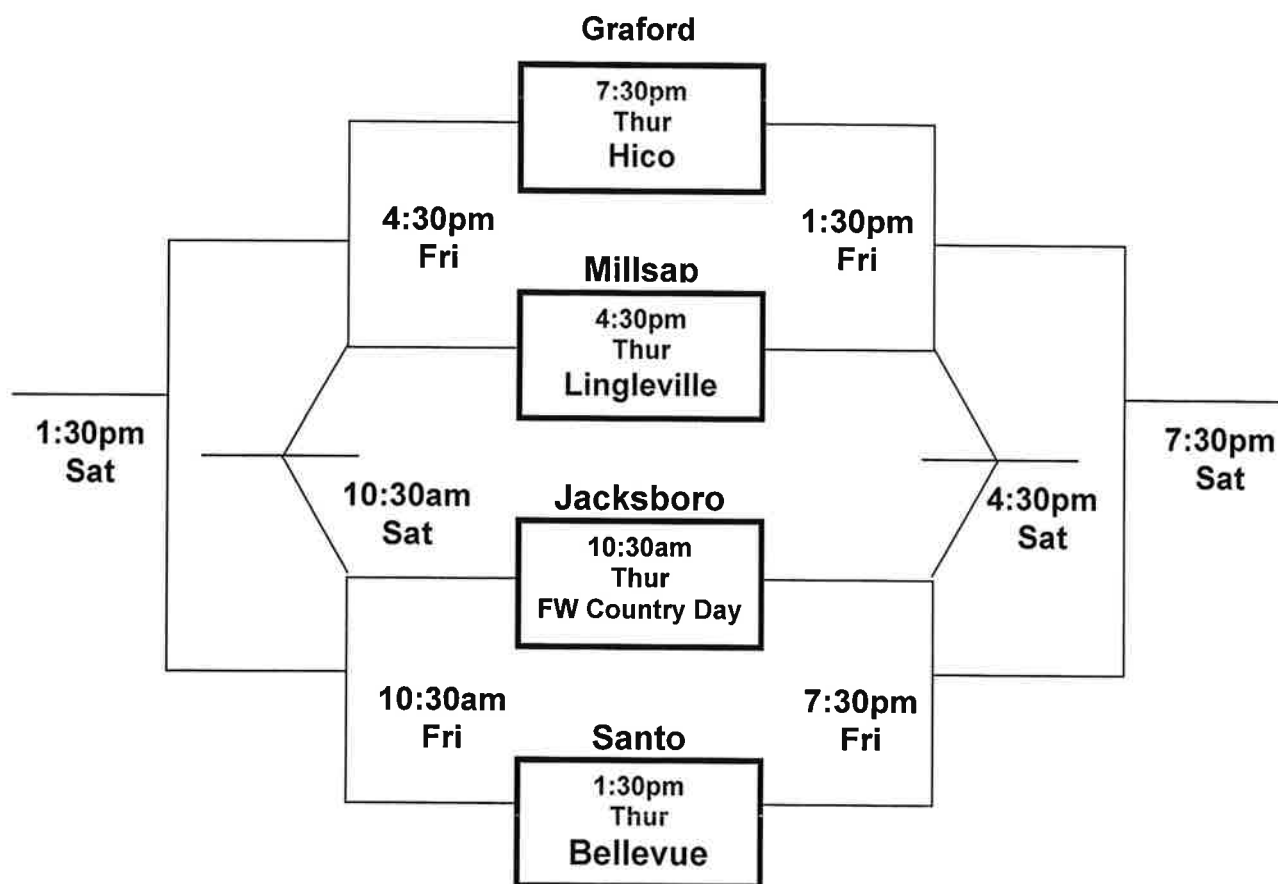 Graford
7:30pm
Thur
Hico
4:30pm
Fri
1:30pm
Fri
Millsap
4:30pm
Thur
Lingleville
1:30pm
Sat
7:30pm
Sat
10:30am
Sat
4:30pm
Sat
Jacksboro
10:30am
Thur
FW Country Day
10:30am
Fri
7:30pm
Fri
Santo
1:30pm
Thur
Bellevue